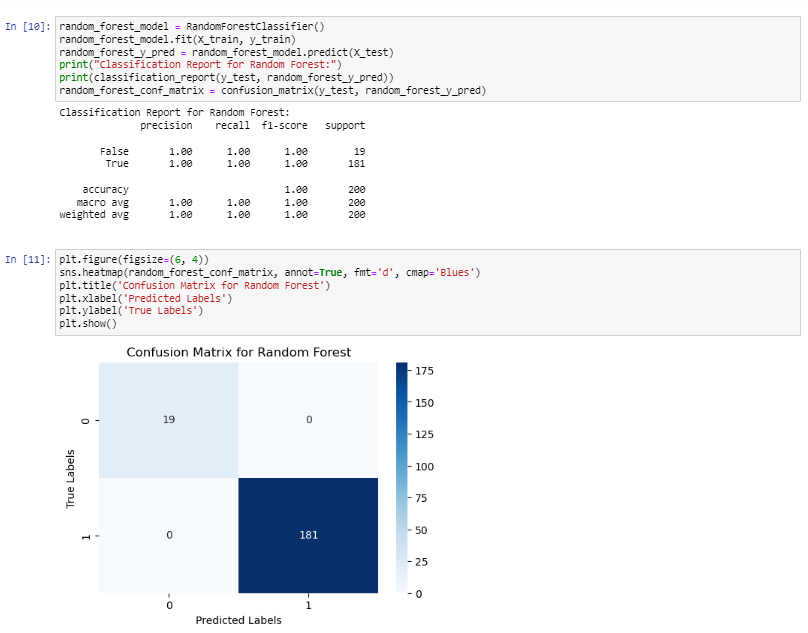 In [10]: random_forest_model = RandomForestClassifier()
random_forest_model.fit(X_train, y_train)
random_forest_y_pred = random_forest_model.predict(X_test)
print("Classification Report for Random Forest:")
print(classification_report(y_test, random_forest_y_pred))
random_forest_conf_matrix = confusion_matrix(y_test, random_forest_y_pred)
Classification Report for Random Forest:
precision recall f1-score support
False 1.00 1.00 1.00 19
True 1.00 1.00 1.00 181
accuracy 1.00 200
macro avg 1.00 1.00 1.00 200
weighted avg 1.00 1.00 1.00 200
In [11]: plt.figure(figsize=(6, 4))
sns.heatmap(random_forest_conf_matrix, annot=True, fmt='d', cmap='Blues')
plt.title('Confusion Matrix for Random Forest')
plt.xlabel('Predicted Labels')
plt.ylabel('True Labels')
plt.show()
Confusion Matrix for Random Forest
True Labels
0
1
19 0
0 181
0 1
Predicted Labels
175
150
125
100
75
50
25
0